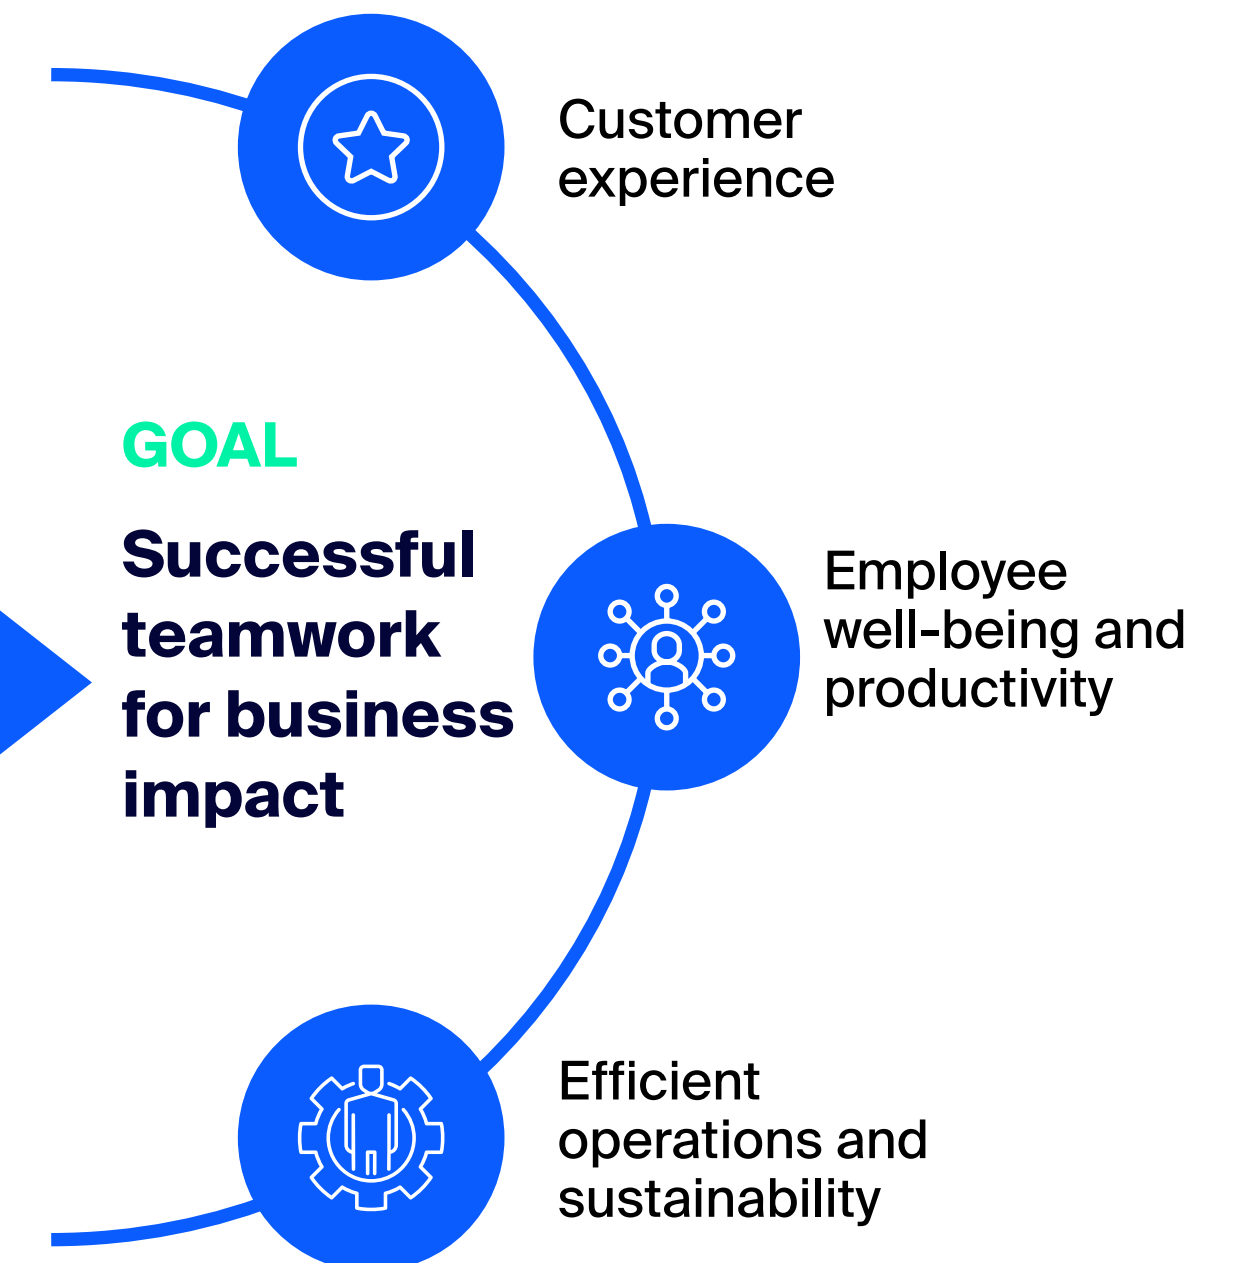 Customer
experience
GOAL
Successful
teamwork
for business
impact
Employee
well-being and
productivity
Efficient
operations and
sustainability